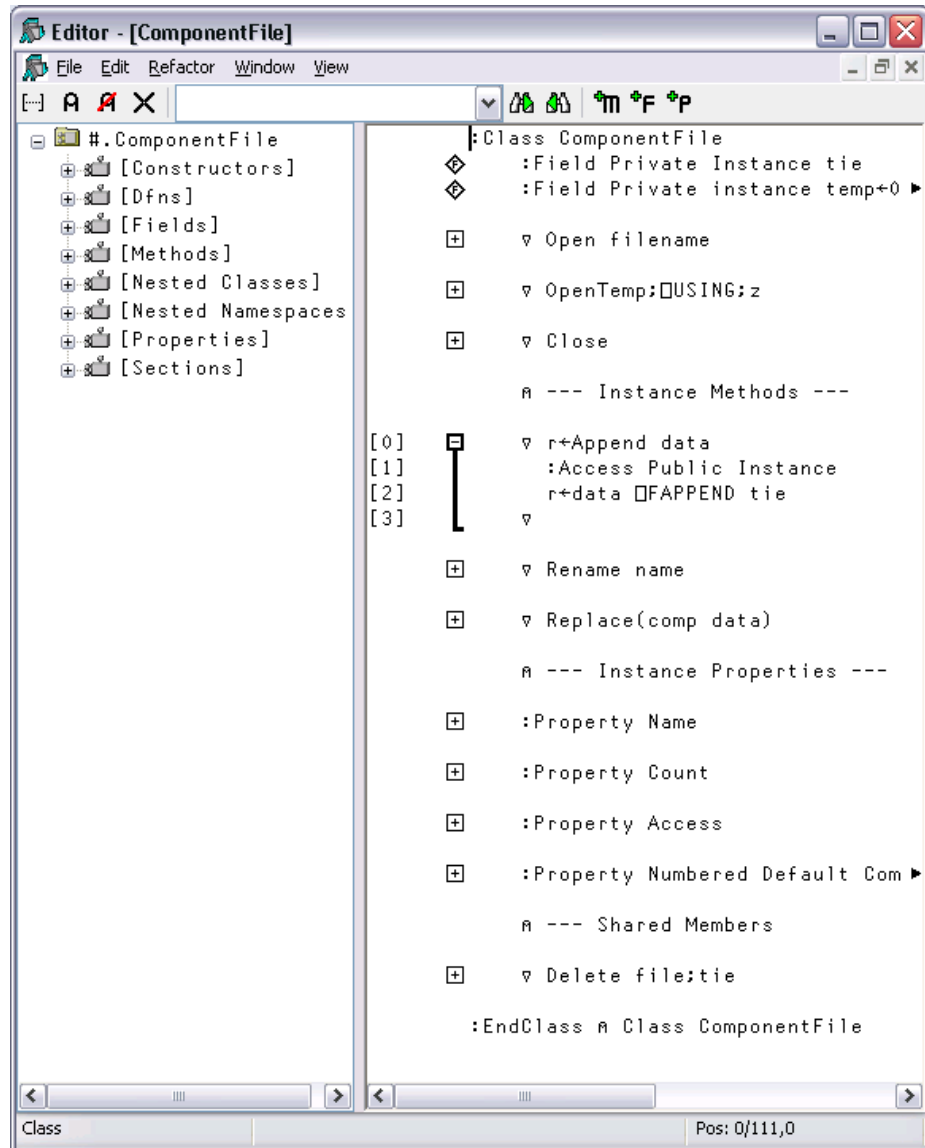 Editor - [ComponentFile]
File Edit Refactor Window View
[···] A A X +m +F +P
#.ComponentFile
[Constructors]
[Dfns]
[Fields]
[Methods]
[Nested Classes]
[Nested Namespaces
[Properties]
[Sections]
:Class ComponentFile
F :Field Private Instance tie
F :Field Private instance temp←0
∇ Open filename
∇ OpenTemp;⎕USING;z
∇ Close
⍝ --- Instance Methods ---
[0] ∇ r←Append data
[1] :Access Public Instance
[2] r←data ⎕FAPPEND tie
[3] ∇
∇ Rename name
∇ Replace(comp data)
⍝ --- Instance Properties ---
:Property Name
:Property Count
:Property Access
:Property Numbered Default Com
⍝ --- Shared Members
∇ Delete file;tie
:EndClass ⍝ Class ComponentFile
Class
Pos: 0/111,0